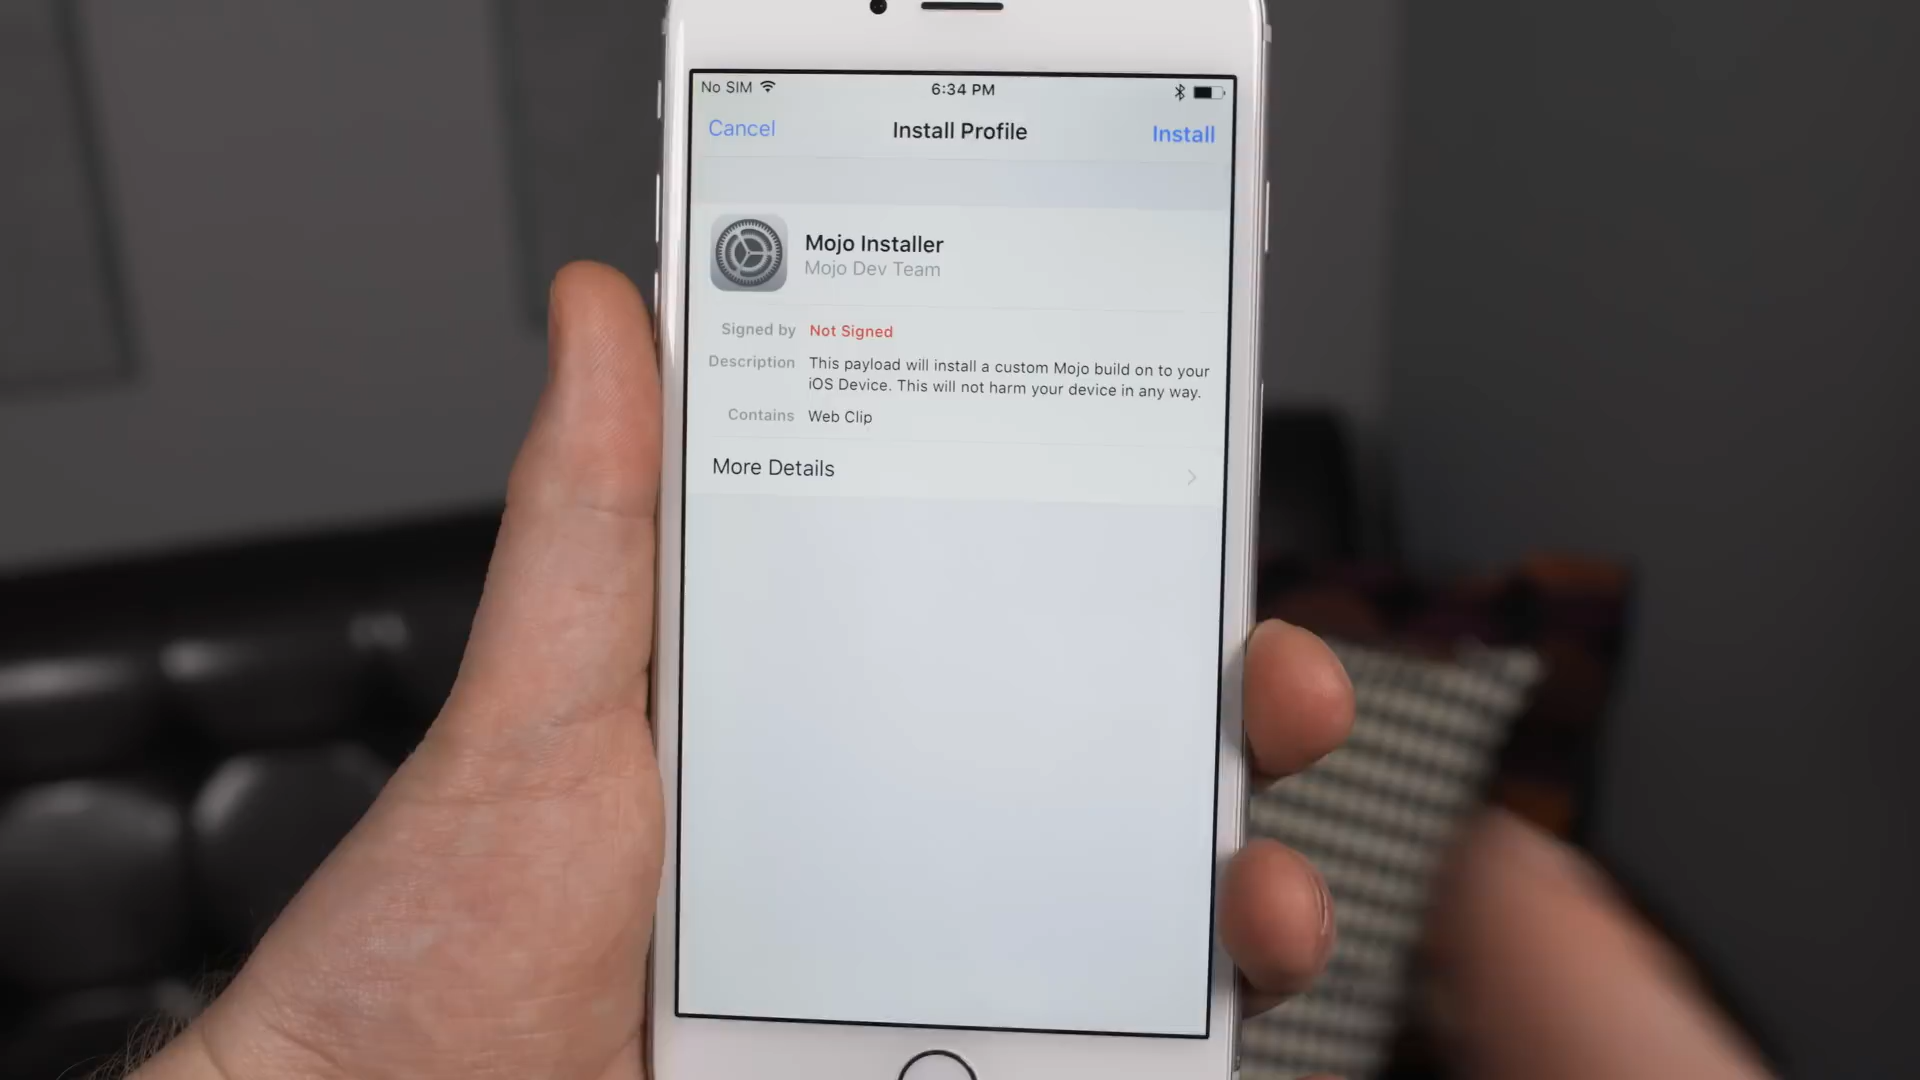 No SIM 6:34 PM
Cancel Install Profile Install
Mojo Installer
Mojo Dev Team
Signed by Not Signed
Description This payload will install a custom Mojo build on to your
iOS Device. This will not harm your device in any way.
Contains Web Clip
More Details